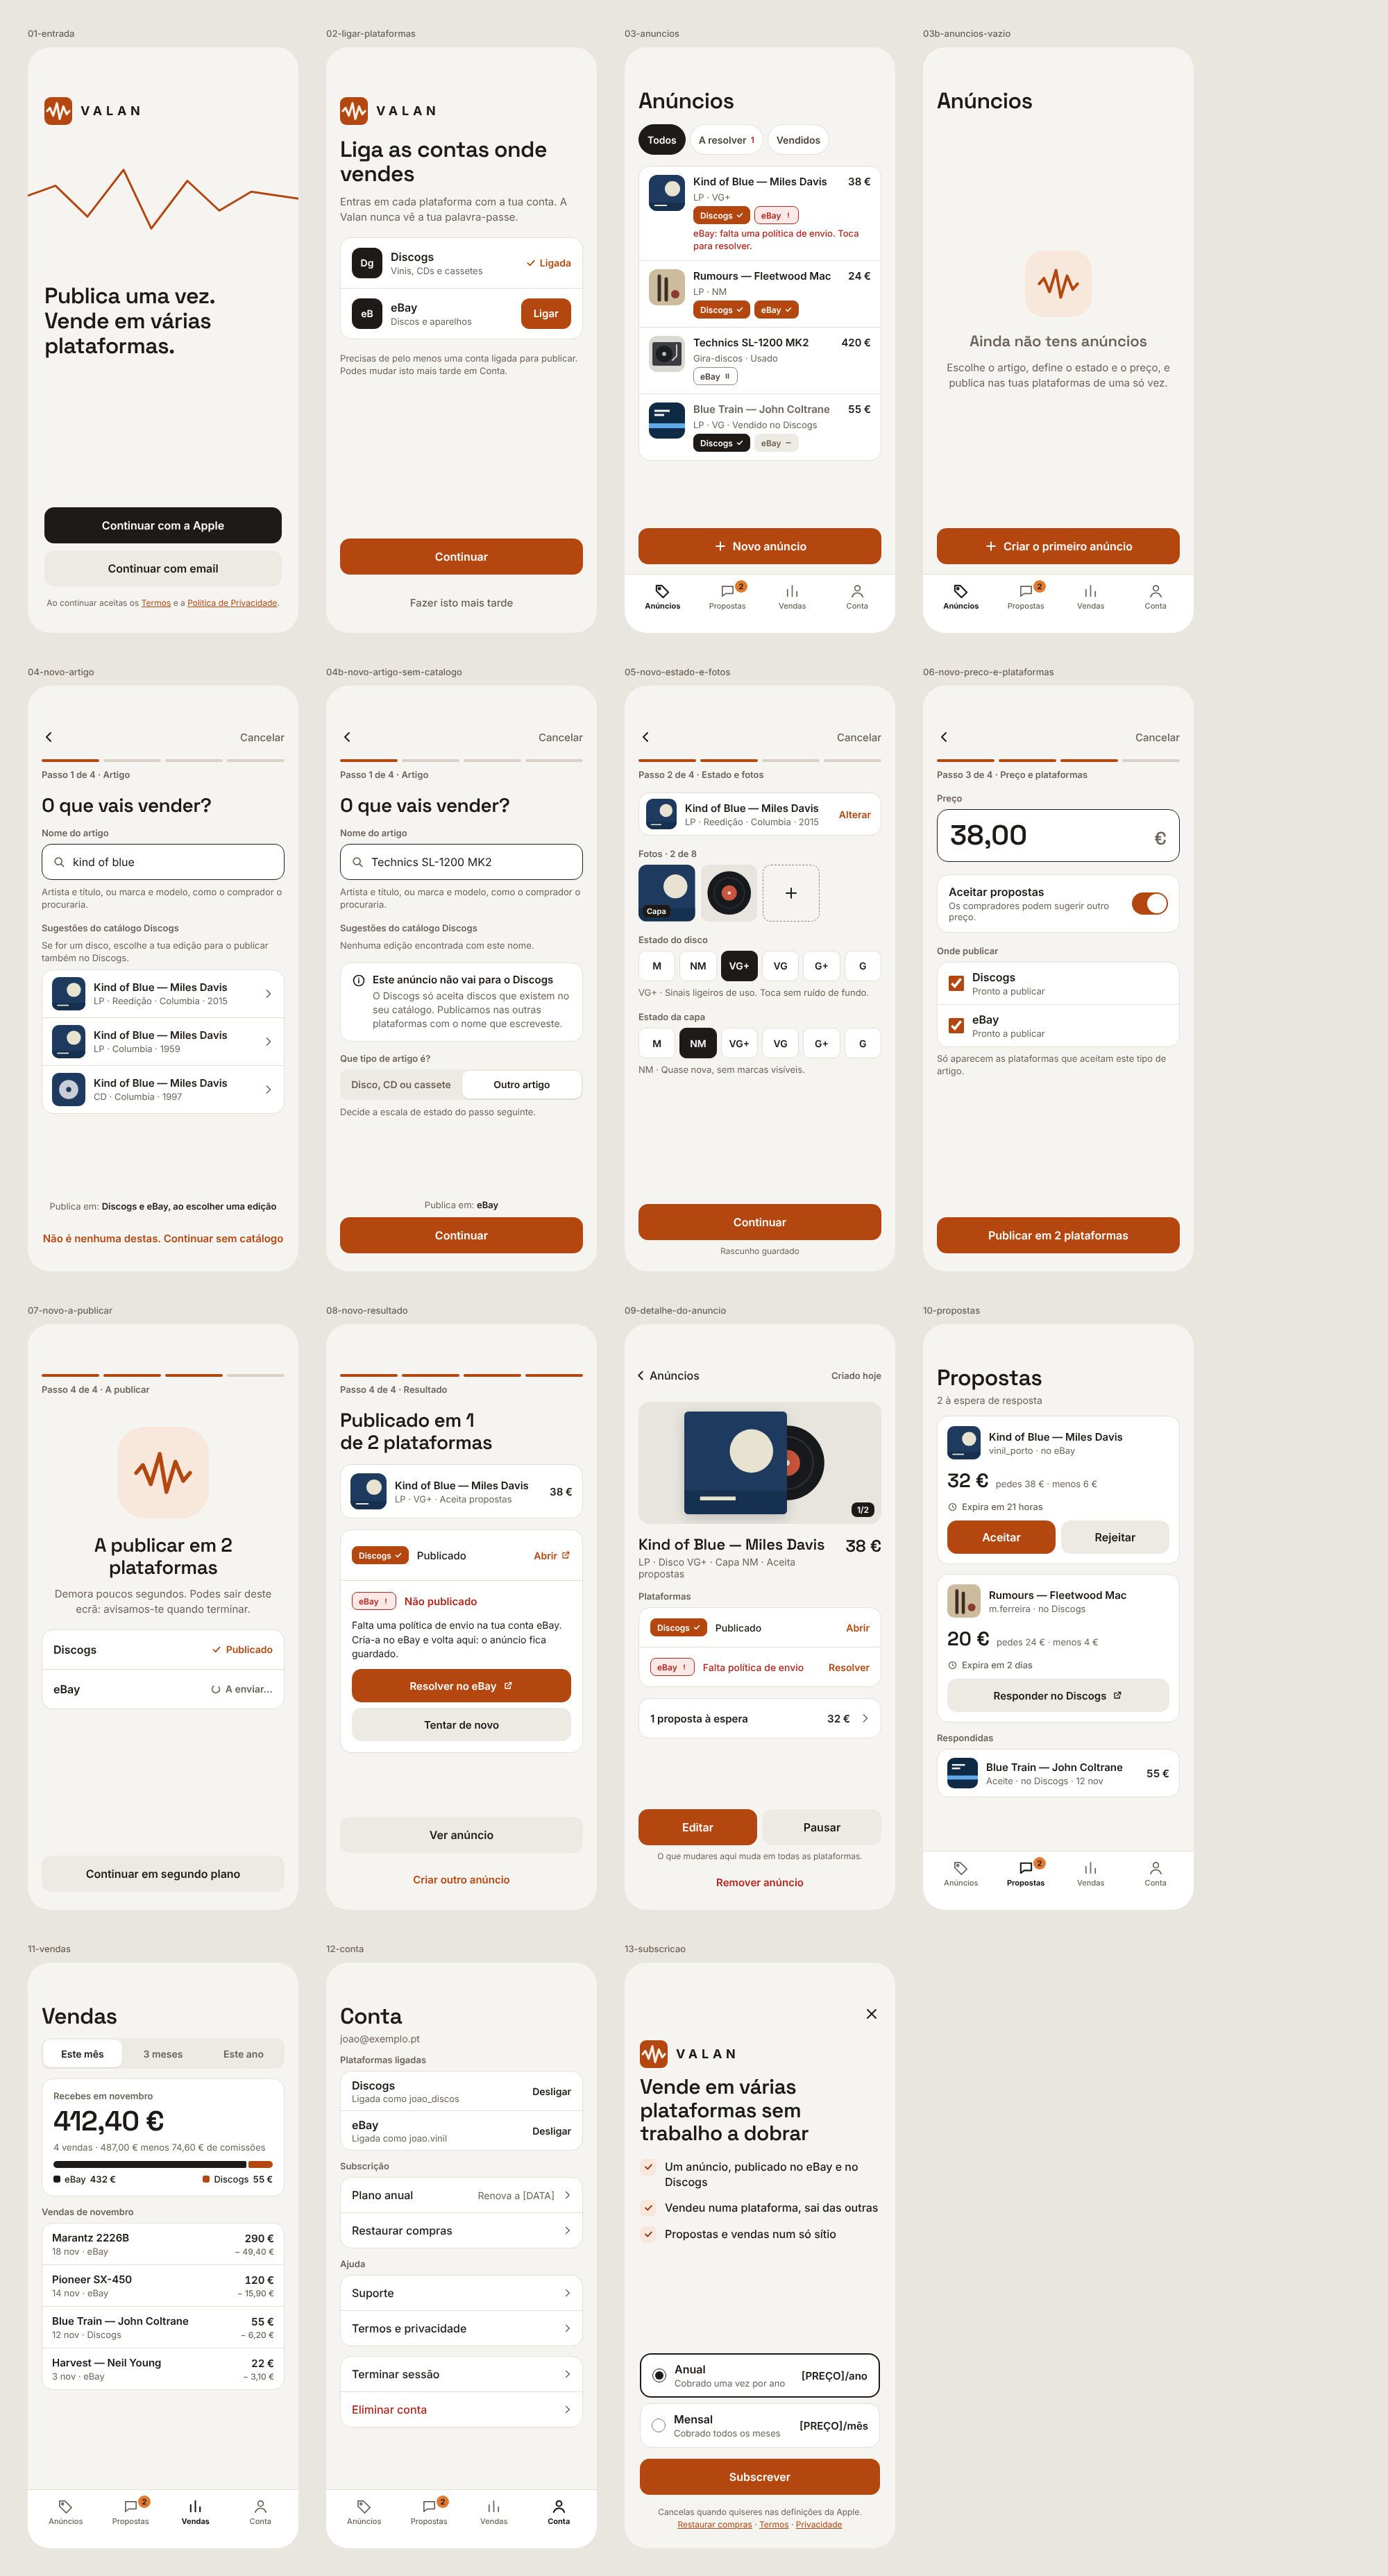 01-entrada
VALAN
Publica uma vez.
Vende em várias
plataformas.
Continuar com a Apple
Continuar com email
Ao continuar aceitas os Termos e a Política de Privacidade.
02-ligar-plataformas
VALAN
Liga as contas onde
vendes
Entras em cada plataforma com a tua conta. A
Valan nunca vê a tua palavra-passe.
Dg
Discogs
Vinis, CDs e cassetes
Ligada
eB
eBay
Discos e aparelhos
Ligar
Precisas de pelo menos uma conta ligada para publicar.
Podes mudar isto mais tarde em Conta.
Continuar
Fazer isto mais tarde
03-anuncios
Anúncios
Todos
A resolver 1
Vendidos
Kind of Blue — Miles Davis 38 €
LP · VG+
Discogs
eBay !
eBay: falta uma política de envio. Toca
para resolver.
Rumours — Fleetwood Mac 24 €
LP · NM
Discogs
eBay
Technics SL-1200 MK2 420 €
Gira-discos · Usado
eBay
Blue Train — John Coltrane 55 €
LP · VG · Vendido no Discogs
Discogs
eBay –
+ Novo anúncio
Anúncios
Propostas 2
Vendas
Conta
03b-anuncios-vazio
Anúncios
Ainda não tens anúncios
Escolhe o artigo, define o estado e o preço, e
publica nas tuas plataformas de uma só vez.
+ Criar o primeiro anúncio
Anúncios
Propostas 2
Vendas
Conta
04-novo-artigo
Cancelar
Passo 1 de 4 · Artigo
O que vais vender?
Nome do artigo
kind of blue
Artista e título, ou marca e modelo, como o comprador o
procuraria.
Sugestões do catálogo Discogs
Se for um disco, escolhe a tua edição para o publicar
também no Discogs.
Kind of Blue — Miles Davis
LP · Reedição · Columbia · 2015
Kind of Blue — Miles Davis
LP · Columbia · 1959
Kind of Blue — Miles Davis
CD · Columbia · 1997
Publica em: Discogs e eBay, ao escolher uma edição
Não é nenhuma destas. Continuar sem catálogo
04b-novo-artigo-sem-catalogo
Cancelar
Passo 1 de 4 · Artigo
O que vais vender?
Nome do artigo
Technics SL-1200 MK2
Artista e título, ou marca e modelo, como o comprador o
procuraria.
Sugestões do catálogo Discogs
Nenhuma edição encontrada com este nome.
Este anúncio não vai para o Discogs
O Discogs só aceita discos que existem no
seu catálogo. Publicamos nas outras
plataformas com o nome que escreveste.
Que tipo de artigo é?
Disco, CD ou cassete
Outro artigo
Decide a escala de estado do passo seguinte.
Publica em: eBay
Continuar
05-novo-estado-e-fotos
Cancelar
Passo 2 de 4 · Estado e fotos
Kind of Blue — Miles Davis
LP · Reedição · Columbia · 2015
Alterar
Fotos · 2 de 8
Capa
+
Estado do disco
M NM VG+ VG G+ G
VG+ · Sinais ligeiros de uso. Toca sem ruído de fundo.
Estado da capa
M NM VG+ VG G+ G
NM · Quase nova, sem marcas visíveis.
Continuar
Rascunho guardado
06-novo-preco-e-plataformas
Cancelar
Passo 3 de 4 · Preço e plataformas
Preço
38,00 €
Aceitar propostas
Os compradores podem sugerir outro
preço.
Onde publicar
Discogs
Pronto a publicar
eBay
Pronto a publicar
Só aparecem as plataformas que aceitam este tipo de
artigo.
Publicar em 2 plataformas
07-novo-a-publicar
Passo 4 de 4 · A publicar
A publicar em 2
plataformas
Demora poucos segundos. Podes sair deste
ecrã: avisamos-te quando terminar.
Discogs
Publicado
eBay
A enviar...
Continuar em segundo plano
08-novo-resultado
Passo 4 de 4 · Resultado
Publicado em 1
de 2 plataformas
Kind of Blue — Miles Davis 38 €
LP · VG+ · Aceita propostas
Discogs
Publicado
Abrir
eBay !
Não publicado
Falta uma política de envio na tua conta eBay.
Cria-a no eBay e volta aqui: o anúncio fica
guardado.
Resolver no eBay
Tentar de novo
Ver anúncio
Criar outro anúncio
09-detalhe-do-anuncio
Anúncios
Criado hoje
1/2
Kind of Blue — Miles Davis 38 €
LP · Disco VG+ · Capa NM · Aceita
propostas
Plataformas
Discogs
Publicado
Abrir
eBay !
Falta política de envio
Resolver
1 proposta à espera 32 €
Editar
Pausar
O que mudares aqui muda em todas as plataformas.
Remover anúncio
10-propostas
Propostas
2 à espera de resposta
Kind of Blue — Miles Davis
vinil_porto · no eBay
32 € pedes 38 € · menos 6 €
Expira em 21 horas
Aceitar
Rejeitar
Rumours — Fleetwood Mac
m.ferreira · no Discogs
20 € pedes 24 € · menos 4 €
Expira em 2 dias
Responder no Discogs
Respondidas
Blue Train — John Coltrane 55 €
Aceite · no Discogs · 12 nov
Anúncios
Propostas 2
Vendas
Conta
11-vendas
Vendas
Este mês
3 meses
Este ano
Recebes em novembro
412,40 €
4 vendas · 487,00 € menos 74,60 € de comissões
eBay 432 €
Discogs 55 €
Vendas de novembro
Marantz 2226B 290 €
18 nov · eBay – 49,40 €
Pioneer SX-450 120 €
14 nov · eBay – 15,90 €
Blue Train — John Coltrane 55 €
12 nov · Discogs – 6,20 €
Harvest — Neil Young 22 €
3 nov · eBay – 3,10 €
Anúncios
Propostas 2
Vendas
Conta
12-conta
Conta
joao@exemplo.pt
Plataformas ligadas
Discogs
Ligada como joao_discos
Desligar
eBay
Ligada como joao.vinil
Desligar
Subscrição
Plano anual
Renova a [DATA]
Restaurar compras
Ajuda
Suporte
Termos e privacidade
Terminar sessão
Eliminar conta
Anúncios
Propostas 2
Vendas
Conta
13-subscricao
VALAN
Vende em várias
plataformas sem
trabalho a dobrar
Um anúncio, publicado no eBay e no
Discogs
Vendeu numa plataforma, sai das outras
Propostas e vendas num só sítio
Anual
Cobrado uma vez por ano
[PREÇO]/ano
Mensal
Cobrado todos os meses
[PREÇO]/mês
Subscrever
Cancelas quando quiseres nas definições da Apple.
Restaurar compras · Termos · Privacidade